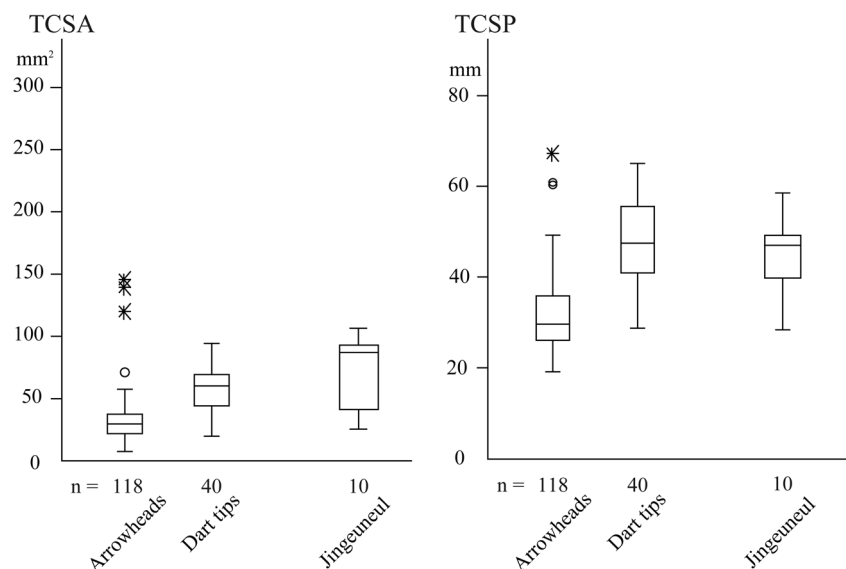 TCSA
mm²
300
250
200
150
100
50
0
n = 118 40 10
Arrowheads
Dart tips
Jingeuneul
TCSP
mm
80
60
40
20
0
n = 118 40 10
Arrowheads
Dart tips
Jingeuneul